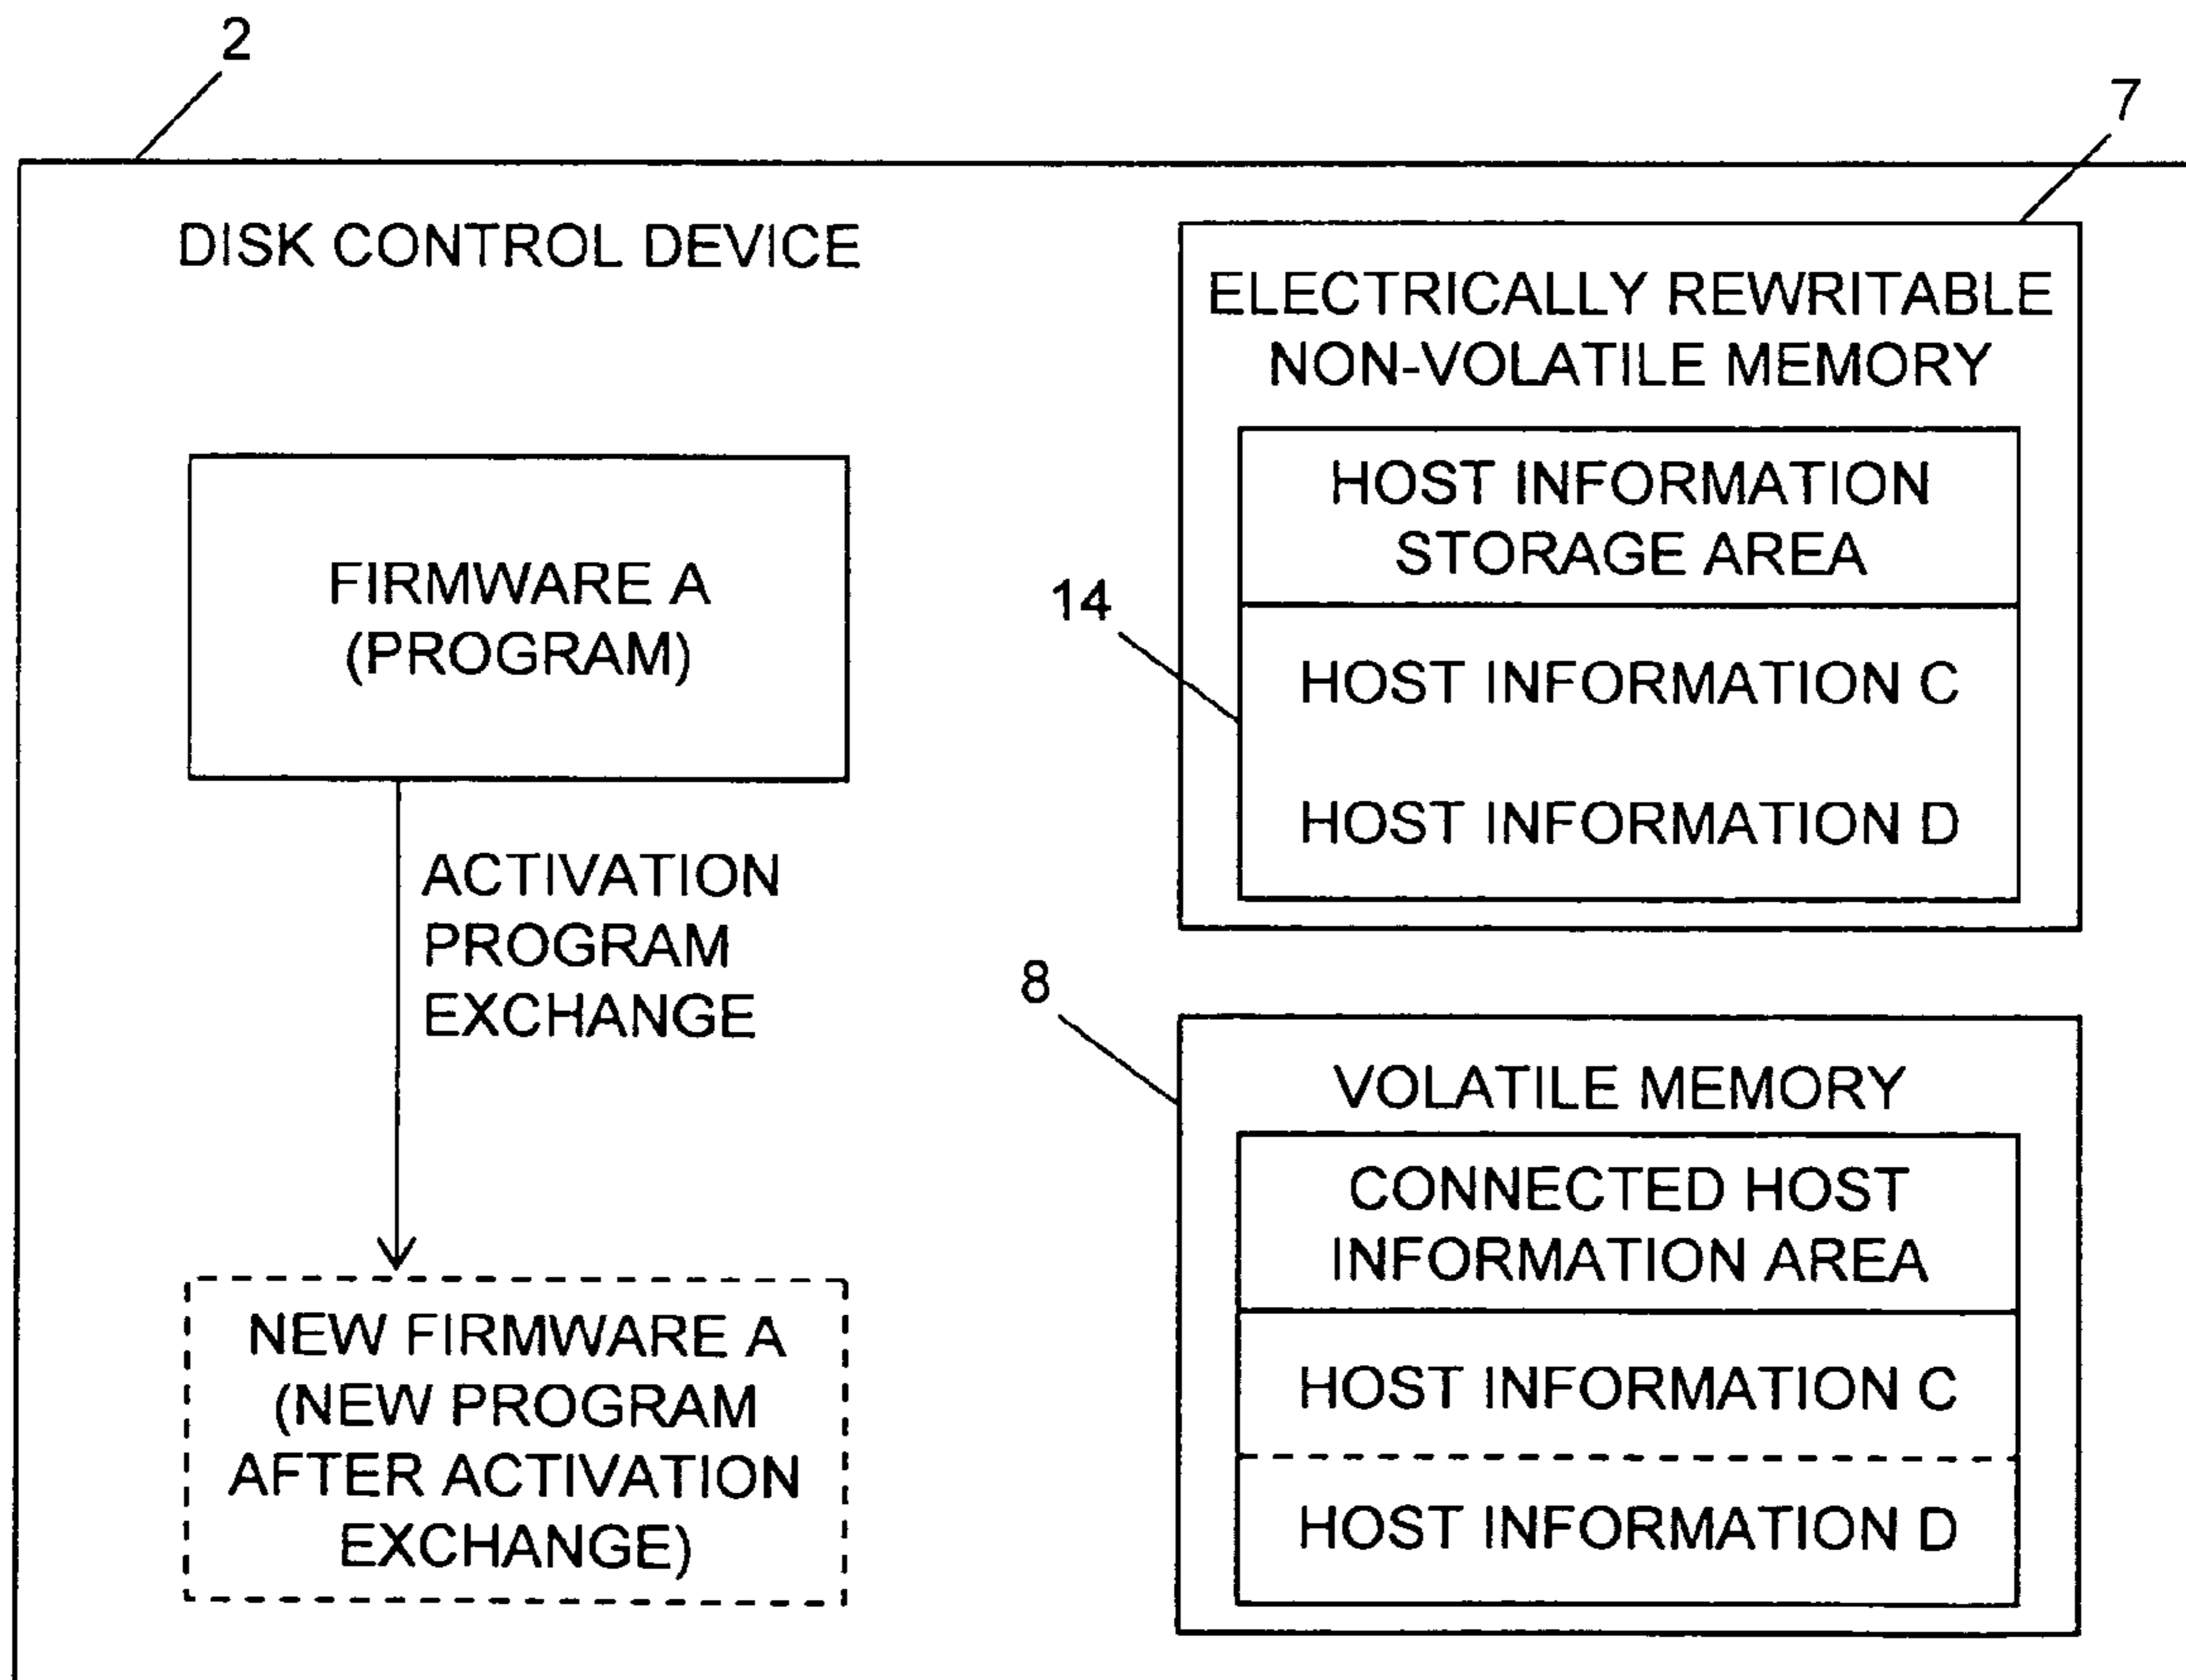 2
7
DISK CONTROL DEVICE
ELECTRICALLY REWRITABLE
NON-VOLATILE MEMORY
HOST INFORMATION
STORAGE AREA
14
HOST INFORMATION C
HOST INFORMATION D
FIRMWARE A
(PROGRAM)
ACTIVATION
PROGRAM
EXCHANGE
NEW FIRMWARE A
(NEW PROGRAM
AFTER ACTIVATION
EXCHANGE)
8
VOLATILE MEMORY
CONNECTED HOST
INFORMATION AREA
HOST INFORMATION C
HOST INFORMATION D